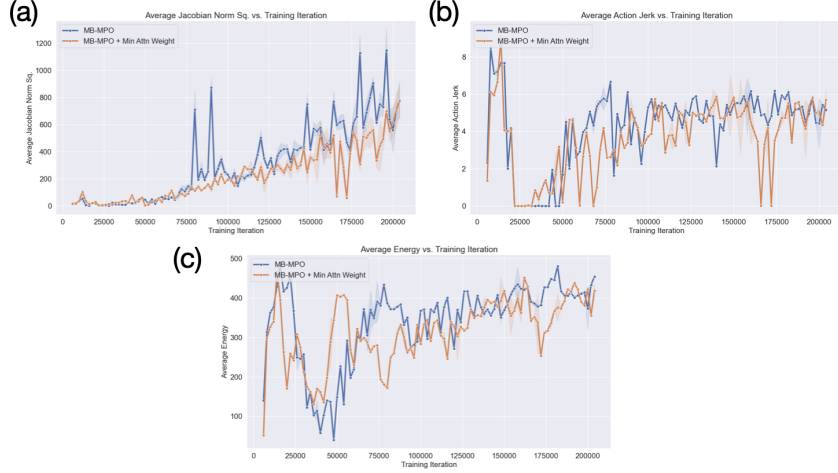 (a)
Average Jacobian Norm Sq. vs. Training Iteration
MB-MPO
MB-MPO + Min Attn Weight
Average Jacobian Norm Sq.
1200
1000
800
600
400
200
0
0 25000 50000 75000 100000 125000 150000 175000 200000
Training Iteration
(b)
Average Action Jerk vs. Training Iteration
MB-MPO
MB-MPO + Min Attn Weight
Average Action Jerk
8
6
4
2
0
0 25000 50000 75000 100000 125000 150000 175000 200000
Training Iteration
(c)
Average Energy vs. Training Iteration
MB-MPO
MB-MPO + Min Attn Weight
Average Energy
500
400
300
200
100
0 25000 50000 75000 100000 125000 150000 175000 200000
Training Iteration